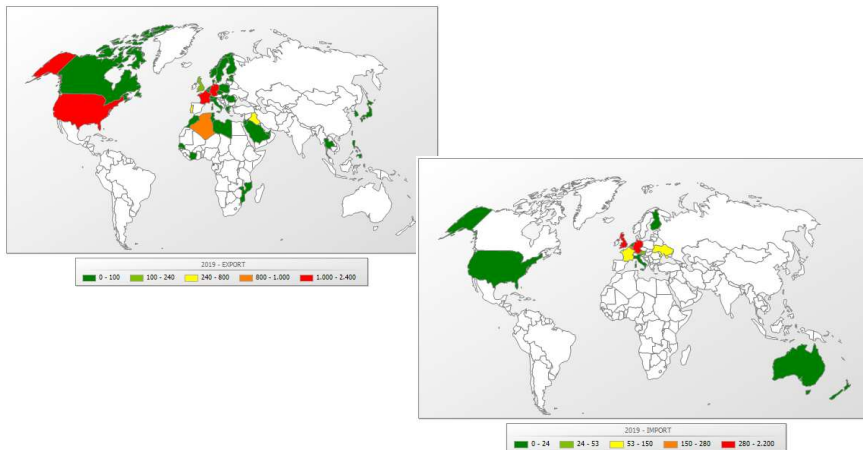 2019 - EXPORT
0 - 100 100 - 240 240 - 800 800 - 1.000 1.000 - 2.400
2019 - IMPORT
0 - 24 24 - 53 53 - 150 150 - 280 280 - 2.200